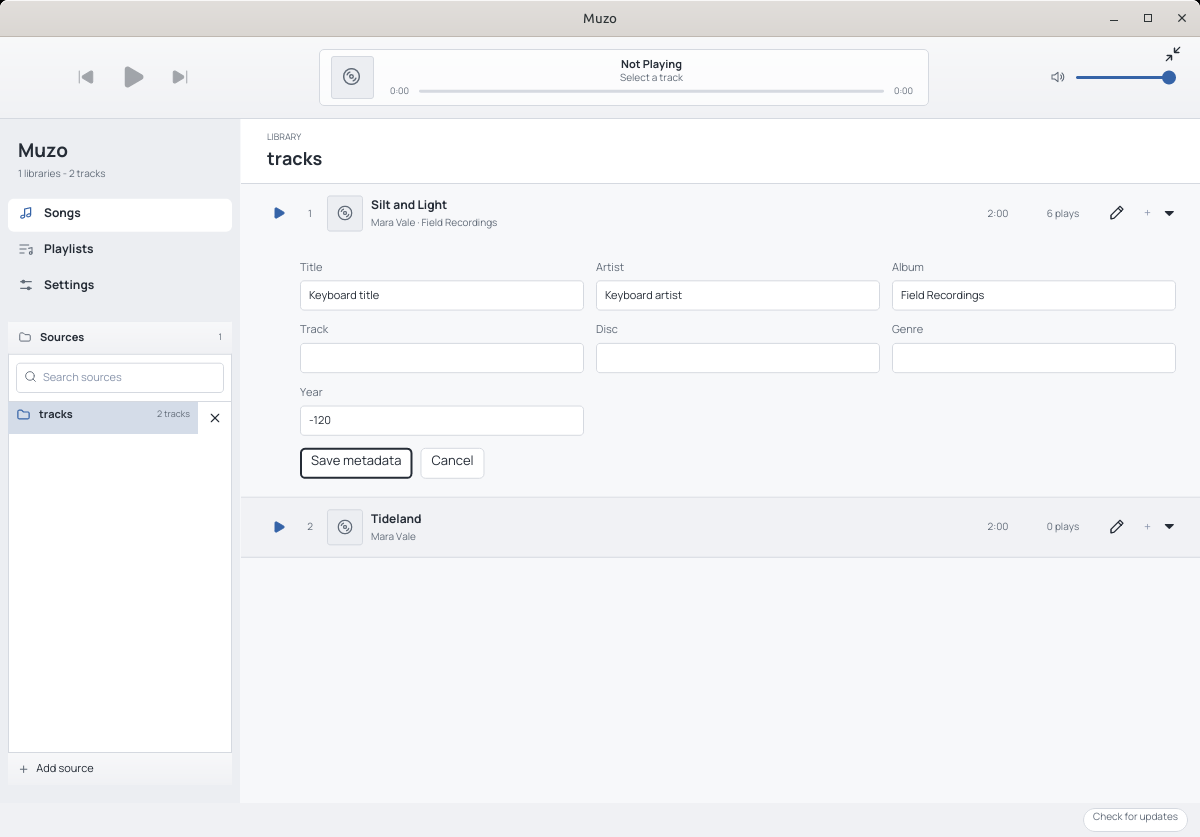 Muzo
Not Playing
Select a track
0:00
0:00
Muzo
1 libraries - 2 tracks
Songs
Playlists
Settings
Sources
1
Search sources
tracks
2 tracks
Add source
LIBRARY
tracks
1
Silt and Light
Mara Vale · Field Recordings
2:00
6 plays
Title
Artist
Album
Keyboard title
Keyboard artist
Field Recordings
Track
Disc
Genre
Year
-120
Save metadata
Cancel
2
Tideland
Mara Vale
2:00
0 plays
Check for updates